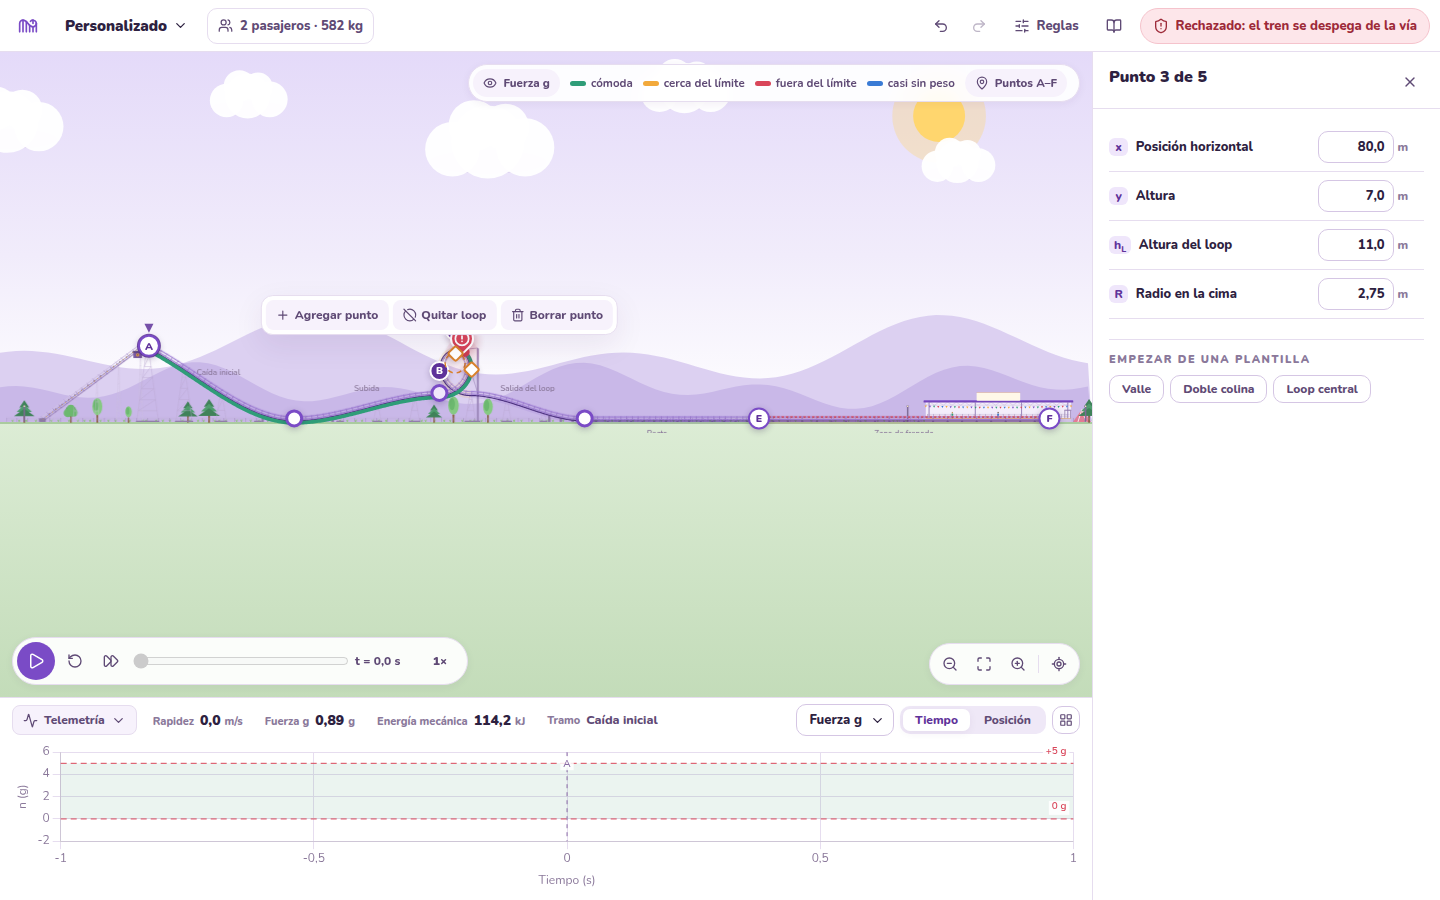 Personalizado
2 pasajeros · 582 kg
Reglas
Rechazado: el tren se despega de la vía
Fuerza g
cómoda
cerca del límite
fuera del límite
casi sin peso
Puntos A–F
Agregar punto
Quitar loop
Borrar punto
A
Caída inicial
Subida
B
!
Salida del loop
E
F
t = 0,0 s
1×
Punto 3 de 5
x Posición horizontal 80,0 m
y Altura 7,0 m
hL Altura del loop 11,0 m
R Radio en la cima 2,75 m
EMPEZAR DE UNA PLANTILLA
Valle
Doble colina
Loop central
Telemetría
Rapidez 0,0 m/s
Fuerza g 0,89 g
Energía mecánica 114,2 kJ
Tramo Caída inicial
Fuerza g
Tiempo
Posición
n (g)
6
4
2
0
-2
A
+5 g
0 g
-1
-0,5
0
0,5
1
Tiempo (s)